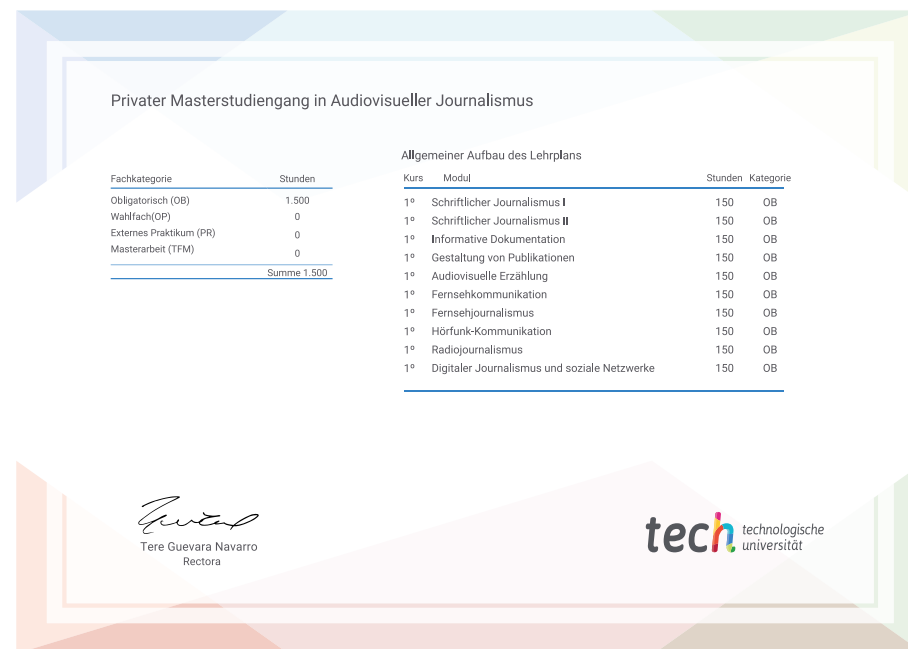 Privater Masterstudiengang in Audiovisueller Journalismus
Fachkategorie Stunden
Obligatorisch (OB) 1.500
Wahlfach(OP) 0
Externes Praktikum (PR) 0
Masterarbeit (TFM) 0
Summe 1.500
Allgemeiner Aufbau des Lehrplans
Kurs Modul Stunden Kategorie
1º Schriftlicher Journalismus I 150 OB
1º Schriftlicher Journalismus II 150 OB
1º Informative Dokumentation 150 OB
1º Gestaltung von Publikationen 150 OB
1º Audiovisuelle Erzählung 150 OB
1º Fernsehkommunikation 150 OB
1º Fernsehjournalismus 150 OB
1º Hörfunk-Kommunikation 150 OB
1º Radiojournalismus 150 OB
1º Digitaler Journalismus und soziale Netzwerke 150 OB
Tere Guevara Navarro
Rectora
tech technologische
universität